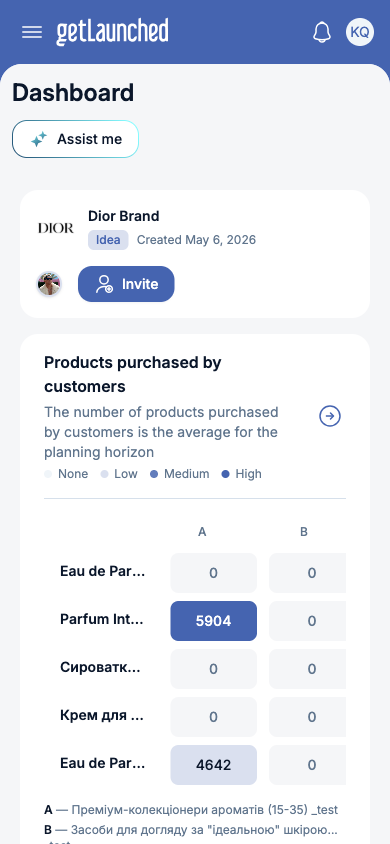 getLaunched
KQ
Dashboard
Assist me
DIOR
Dior Brand
Idea
Created May 6, 2026
Invite
Products purchased by
customers
The number of products purchased
by customers is the average for the
planning horizon
None Low Medium High
A B
Eau de Par... 0 0
Parfum Int... 5904 0
Сироватк... 0 0
Крем для ... 0 0
Eau de Par... 4642 0
A — Преміум-колекціонери ароматів (15-35) _test
B — Засоби для догляду за "ідеальною" шкірою...